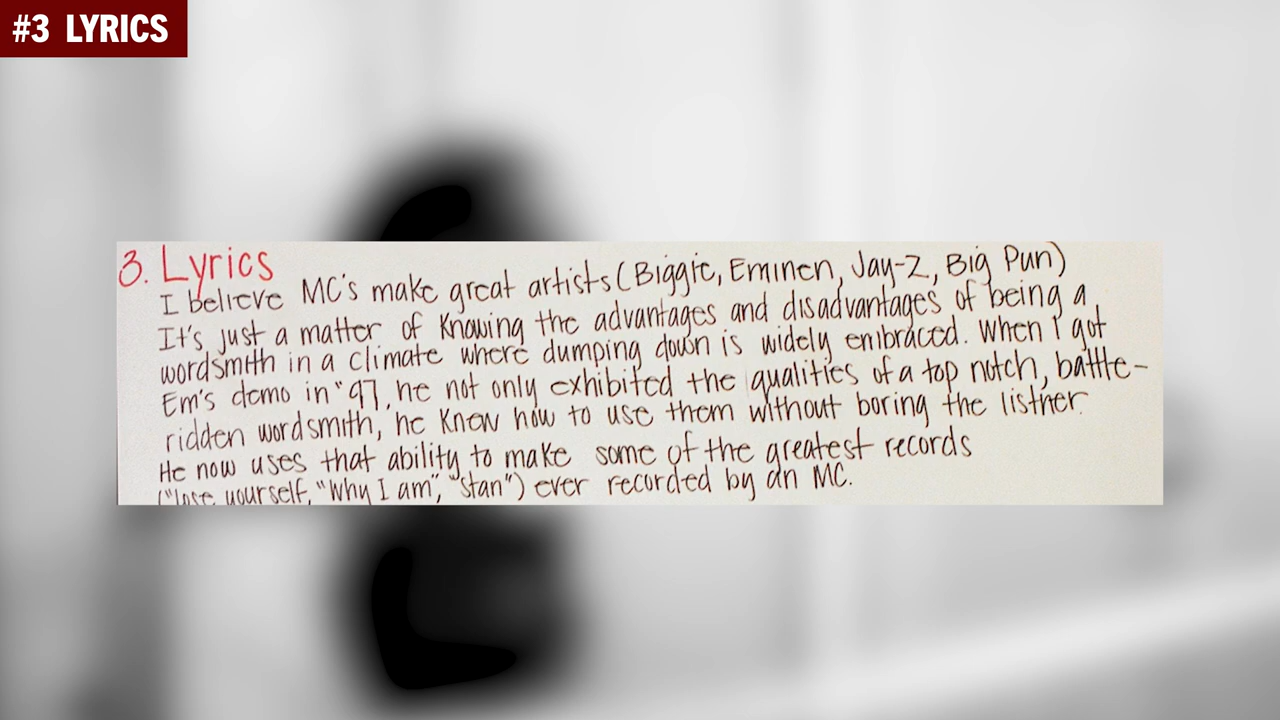 #3 LYRICS
3. Lyrics
I believe MC's make great artists (Biggie, Eminen, Jay-Z, Big Pun)
It's just a matter of knowing the advantages and disadvantages of being a
wordsmith in a climate where dumping down is widely embraced. When I got
Em's demo in "97, he not only exhibited the qualities of a top notch, battle-
ridden wordsmith, he knew how to use them without boring the listner.
He now uses that ability to make some of the greatest records
("lose yourself, "Why I am", "stan") ever recorded by an MC.